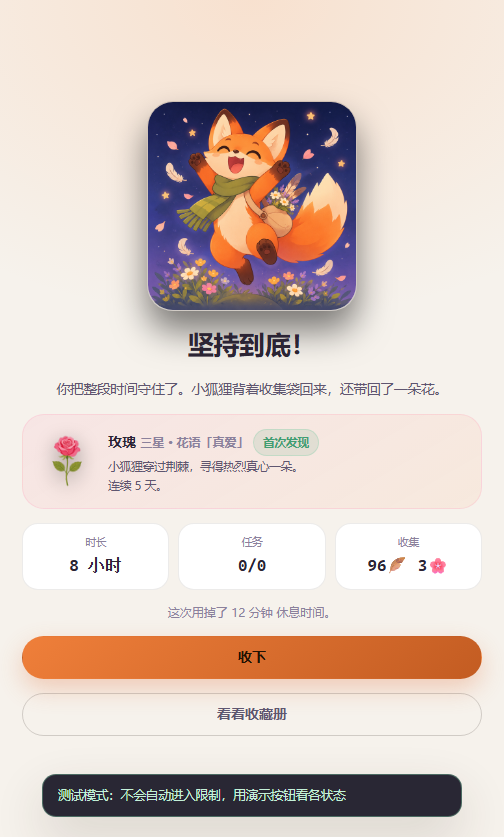 坚持到底！
你把整段时间守住了。小狐狸背着收集袋回来，还带回了一朵花。
玫瑰 三星・花语「真爱」 首次发现
小狐狸穿过荆棘，寻得热烈真心一朵。
连续 5 天。
时长 任务 收集
8 小时 0/0 96🪶 3🌸
这次用掉了 12 分钟 休息时间。
收下
看看收藏册
测试模式：不会自动进入限制，用演示按钮看各状态